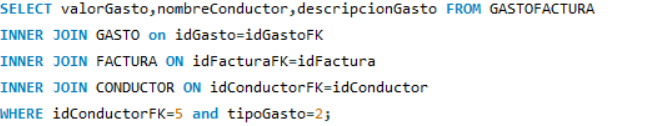 SELECT valorGasto,nombreConductor,descripcionGasto FROM GASTOFACTURA
INNER JOIN GASTO on idGasto=idGastoFK
INNER JOIN FACTURA ON idFacturaFK=idFactura
INNER JOIN CONDUCTOR ON idConductorFK=idConductor
WHERE idConductorFK=5 and tipoGasto=2;